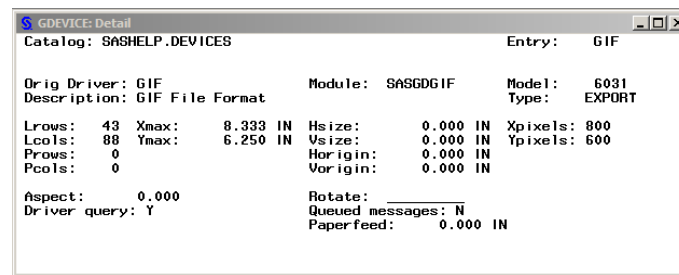 GDEVICE: Detail
Catalog: SASHELP.DEVICES Entry: GIF
Orig Driver: GIF Module: SASGDGIF Model: 6031
Description: GIF File Format Type: EXPORT
Lrows: 43 Xmax: 8.333 IN Hsize: 0.000 IN Xpixels: 800
Lcols: 88 Ymax: 6.250 IN Vsize: 0.000 IN Ypixels: 600
Prows: 0 Horigin: 0.000 IN
Pcols: 0 Vorigin: 0.000 IN
Aspect: 0.000 Rotate:
Driver query: Y Queued messages: N
Paperfeed: 0.000 IN